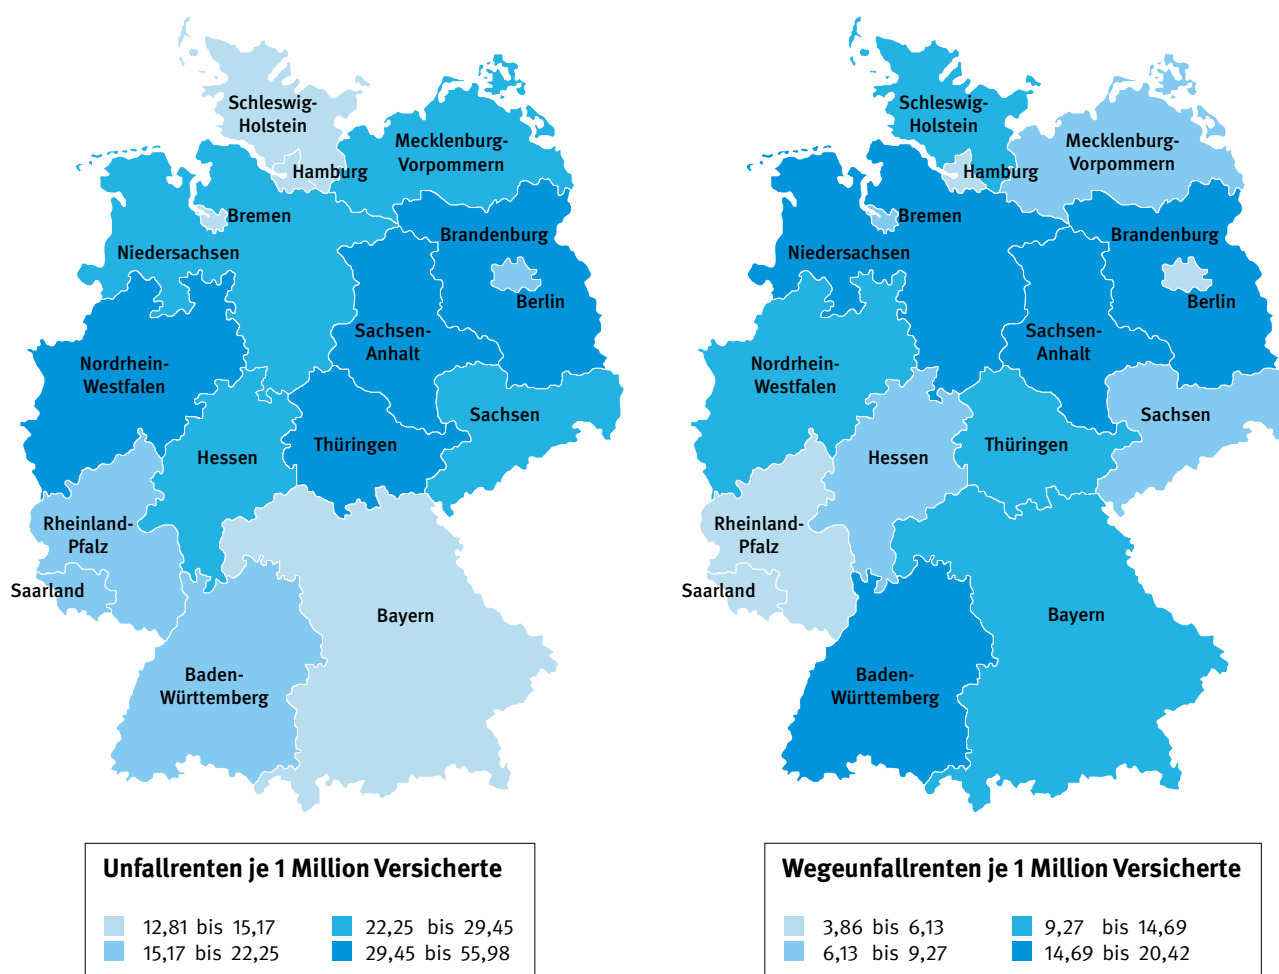 Schleswig-
Holstein
Mecklenburg-
Vorpommern
Hamburg
Bremen
Brandenburg
Niedersachsen
Berlin
Sachsen-
Anhalt
Nordrhein-
Westfalen
Sachsen
Thüringen
Hessen
Rheinland-
Pfalz
Saarland
Bayern
Baden-
Württemberg
Unfallrenten je 1 Million Versicherte
12,81 bis 15,17
15,17 bis 22,25
22,25 bis 29,45
29,45 bis 55,98
Schleswig-
Holstein
Mecklenburg-
Vorpommern
Hamburg
Bremen
Brandenburg
Niedersachsen
Berlin
Sachsen-
Anhalt
Nordrhein-
Westfalen
Sachsen
Thüringen
Hessen
Rheinland-
Pfalz
Saarland
Bayern
Baden-
Württemberg
Wegeunfallrenten je 1 Million Versicherte
3,86 bis 6,13
6,13 bis 9,27
9,27 bis 14,69
14,69 bis 20,42